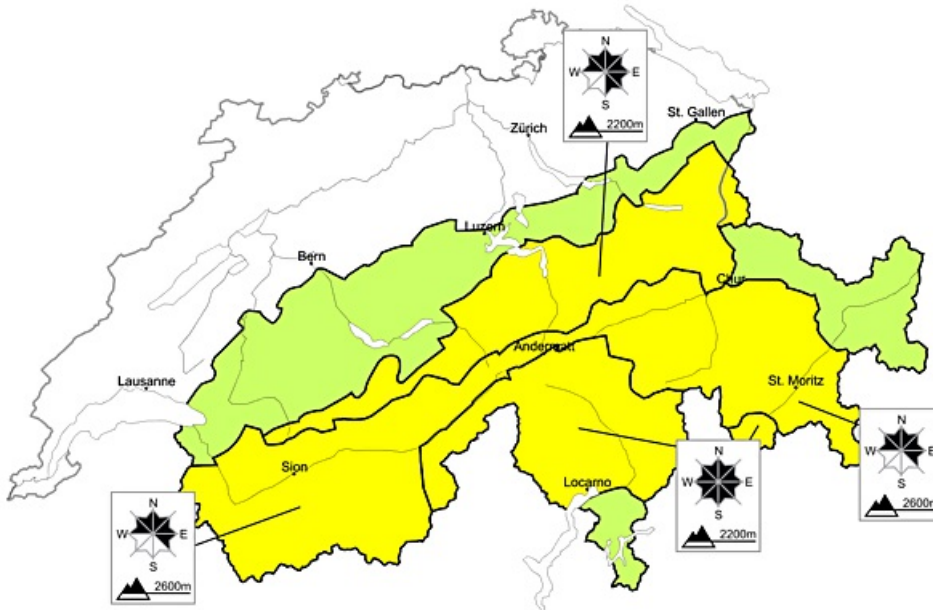 N
W E
S
2200m
St. Gallen
Zürich
Luzern
Bern
Chur
Andermatt
Lausanne
St. Moritz
Sion
Locarno
N
W E
S
2600m
N
W E
S
2200m
N
W E
S
2600m